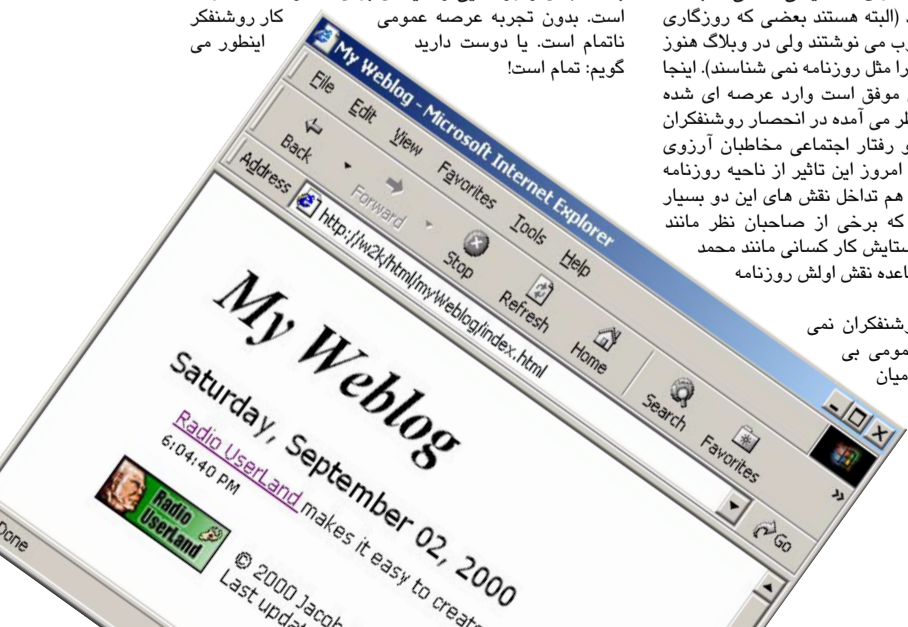 (البته هستند بعضی که روزگاری
می نوشتند ولی در وبلاگ هنوز
را مثل روزنامه نمی شناسند). اینجا
موفق است وارد عرصه ای شده
می آمده در انحصار روشنفکران
و رفتار اجتماعی مخاطبان آرزوی
امروز این تاثیر از ناحیه روزنامه
هم تداخل نقش های این دو بسیار
که برخی از صاحبان نظر مانند
ستایش کار کسانی مانند محمد
نقش اولش روزنامه
نمی
بی
میان
است. بدون تجربه عرصه عمومی
ناتمام است. یا دوست دارید
گویم: تمام است!
کار روشنفکر
اینطور می
My Weblog - Microsoft Internet Explorer
File Edit View Favorites Tools Help
Back Forward Stop Refresh Home Search Favorites
Address http://w2k/html/myWeblog/index.html Go
My Weblog
Saturday, September 02, 2000
Radio UserLand makes it easy to create
6:04:40 PM
Radio UserLand
© 2000 Jacob
Last updat
Done